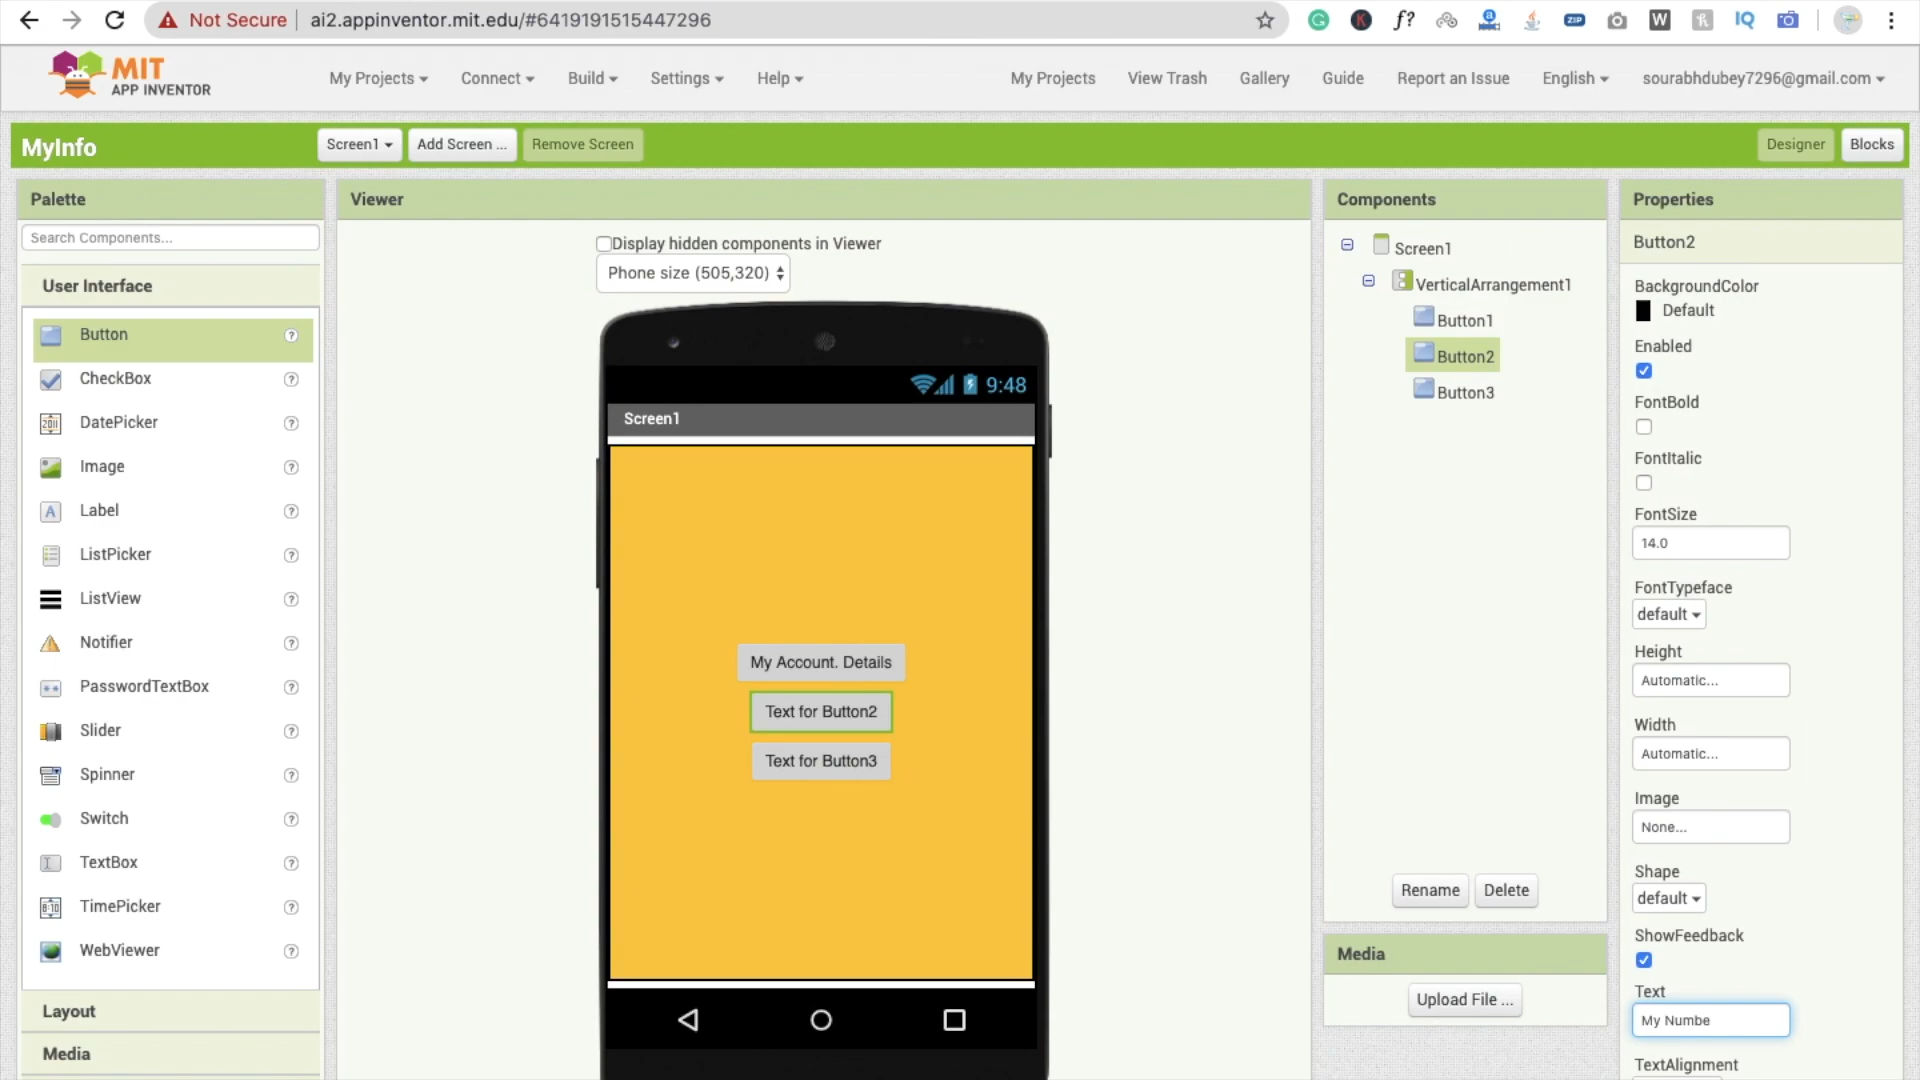 Not Secure
ai2.appinventor.mit.edu/#6419191515447296
f?
ZIP
W
IQ
MIT
APP INVENTOR
My Projects
Connect
Build
Settings
Help
My Projects
View Trash
Gallery
Guide
Report an Issue
English
sourabhdubey7296@gmail.com
MyInfo
Screen1
Add Screen ...
Remove Screen
Designer
Blocks
Palette
Search Components...
User Interface
Button
CheckBox
DatePicker
Image
Label
ListPicker
ListView
Notifier
PasswordTextBox
Slider
Spinner
Switch
TextBox
TimePicker
WebViewer
Layout
Media
Viewer
Display hidden components in Viewer
Phone size (505,320)
9:48
Screen1
My Account. Details
Text for Button2
Text for Button3
Components
Screen1
VerticalArrangement1
Button1
Button2
Button3
Rename
Delete
Media
Upload File ...
Properties
Button2
BackgroundColor
Default
Enabled
FontBold
FontItalic
FontSize
14.0
FontTypeface
default
Height
Automatic...
Width
Automatic...
Image
None...
Shape
default
ShowFeedback
Text
My Numbe
TextAlignment